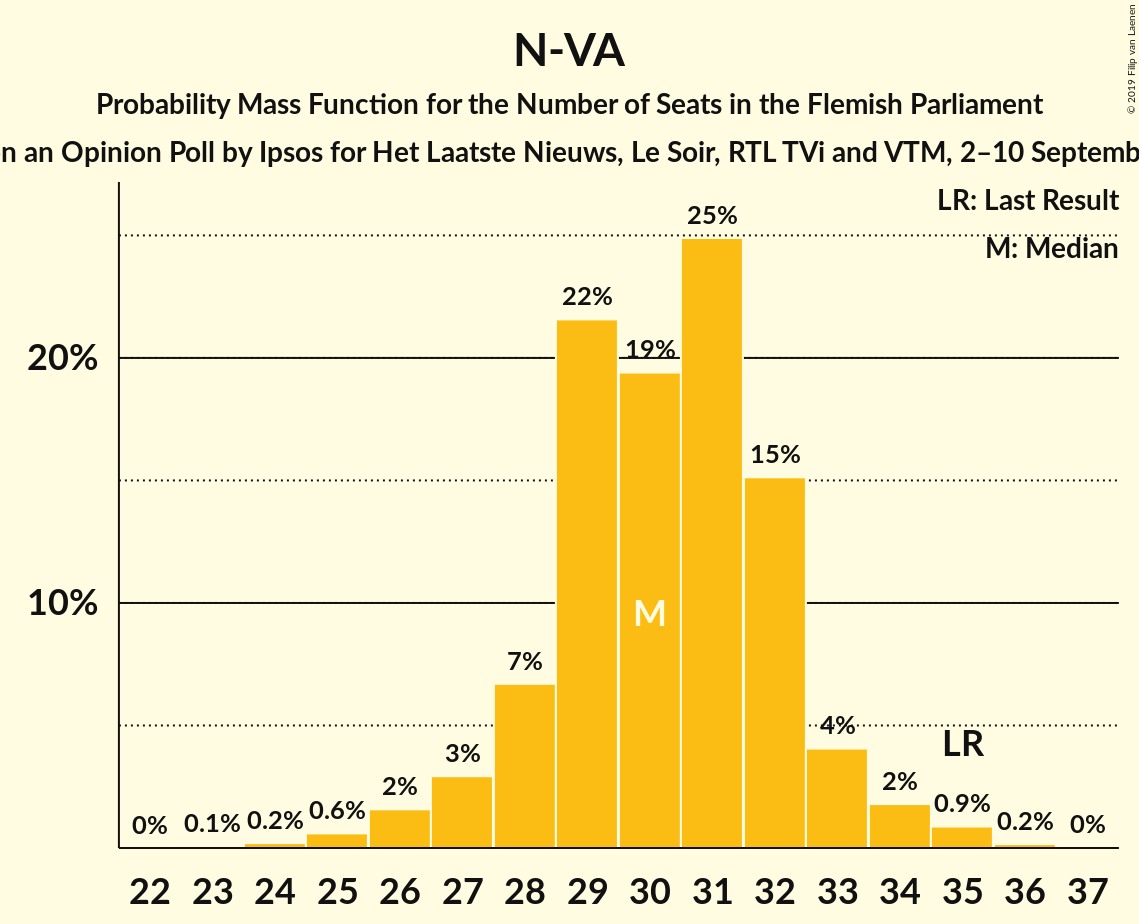 N-VA
Probability Mass Function for the Number of Seats in the Flemish Parliament
an Opinion Poll by Ipsos for Het Laatste Nieuws, Le Soir, RTL TVi and VTM, 2–10
© 2019 Filip van Laenen
LR: Last Result
M: Median
25%
22%
19%
20%
15%
M
10%
7%
4%
LR
3%
2%
2%
0%
0.1%
0.2%
0.6%
0.9%
0.2%
0%
22 23 24 25 26 27 28 29 30 31 32 33 34 35 36 37